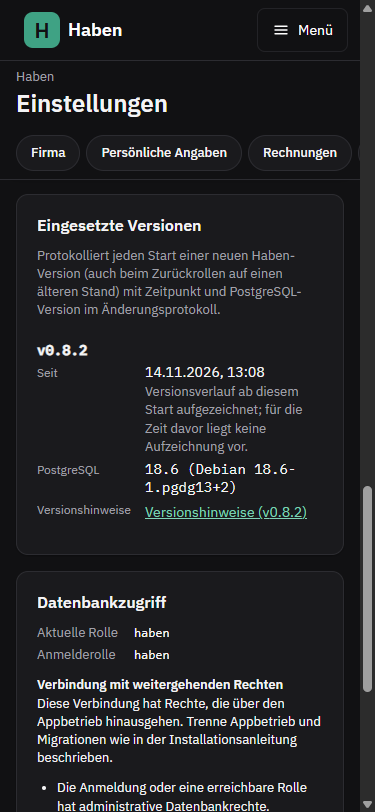 H Haben
Menü
Haben
Einstellungen
Firma
Persönliche Angaben
Rechnungen
Eingesetzte Versionen
Protokolliert jeden Start einer neuen Haben-
Version (auch beim Zurückrollen auf einen
älteren Stand) mit Zeitpunkt und PostgreSQL-
Version im Änderungsprotokoll.
v0.8.2
Seit
14.11.2026, 13:08
Versionsverlauf ab diesem
Start aufgezeichnet; für die
Zeit davor liegt keine
Aufzeichnung vor.
PostgreSQL
18.6 (Debian 18.6-
1.pgdg13+2)
Versionshinweise
Versionshinweise (v0.8.2)
Datenbankzugriff
Aktuelle Rolle haben
Anmelderolle haben
Verbindung mit weitergehenden Rechten
Diese Verbindung hat Rechte, die über den
Appbetrieb hinausgehen. Trenne Appbetrieb und
Migrationen wie in der Installationsanleitung
beschrieben.
• Die Anmeldung oder eine erreichbare Rolle
hat administrative Datenbankrechte.